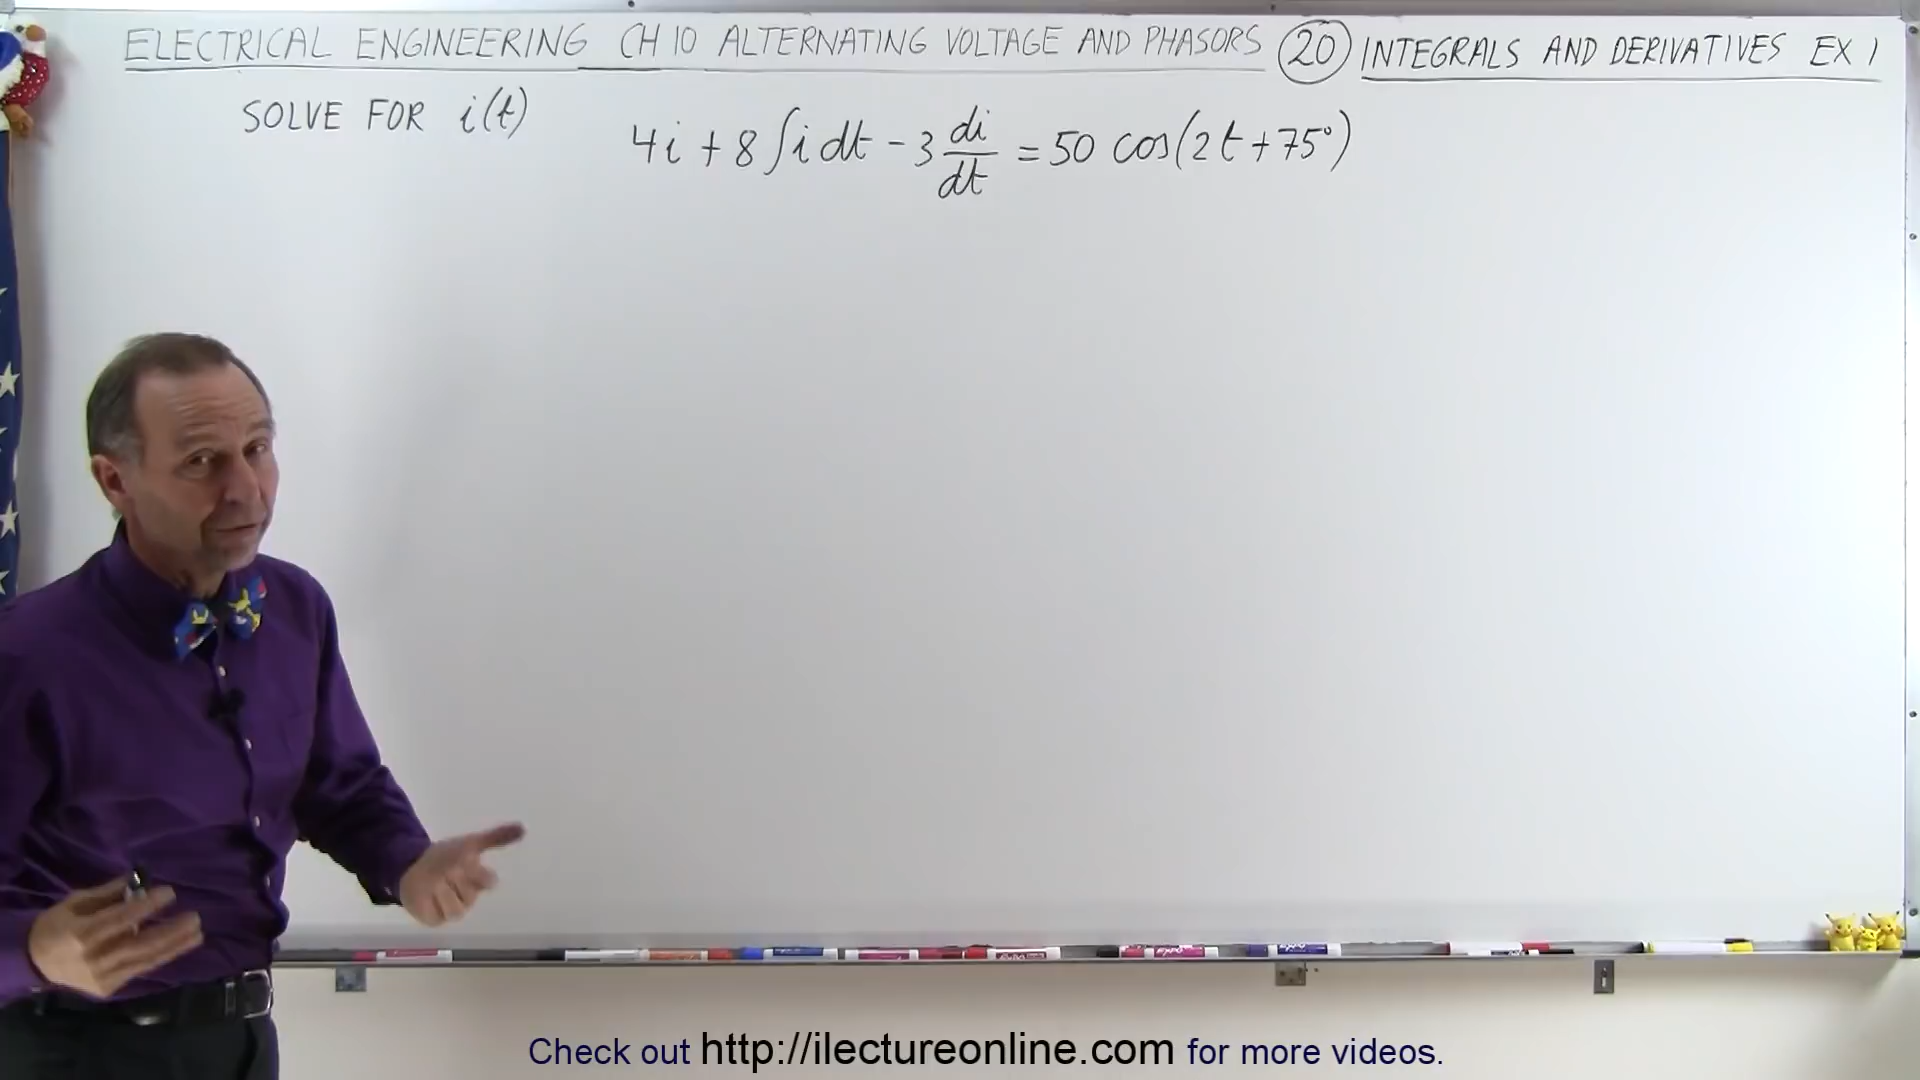 ELECTRICAL ENGINEERING CH 10 ALTERNATING VOLTAGE AND PHASORS 20 INTEGRALS AND DERIVATIVES EX 1
SOLVE FOR i(t)
4i + 8 ∫i dt - 3 di/dt = 50 cos(2t + 75°)
Check out http://ilectureonline.com for more videos.